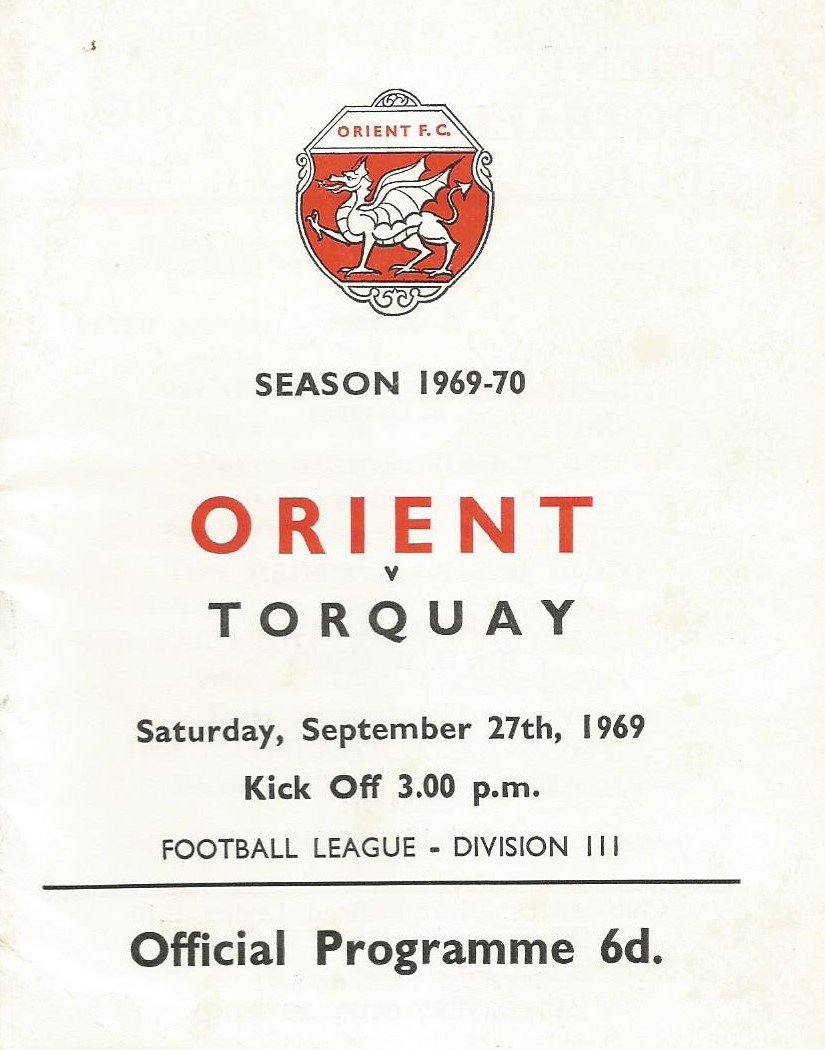 ORIENT F.C.
SEASON 1969-70
ORIENT
v
TORQUAY
Saturday, September 27th, 1969
Kick Off 3.00 p.m.
FOOTBALL LEAGUE - DIVISION III
Official Programme 6d.